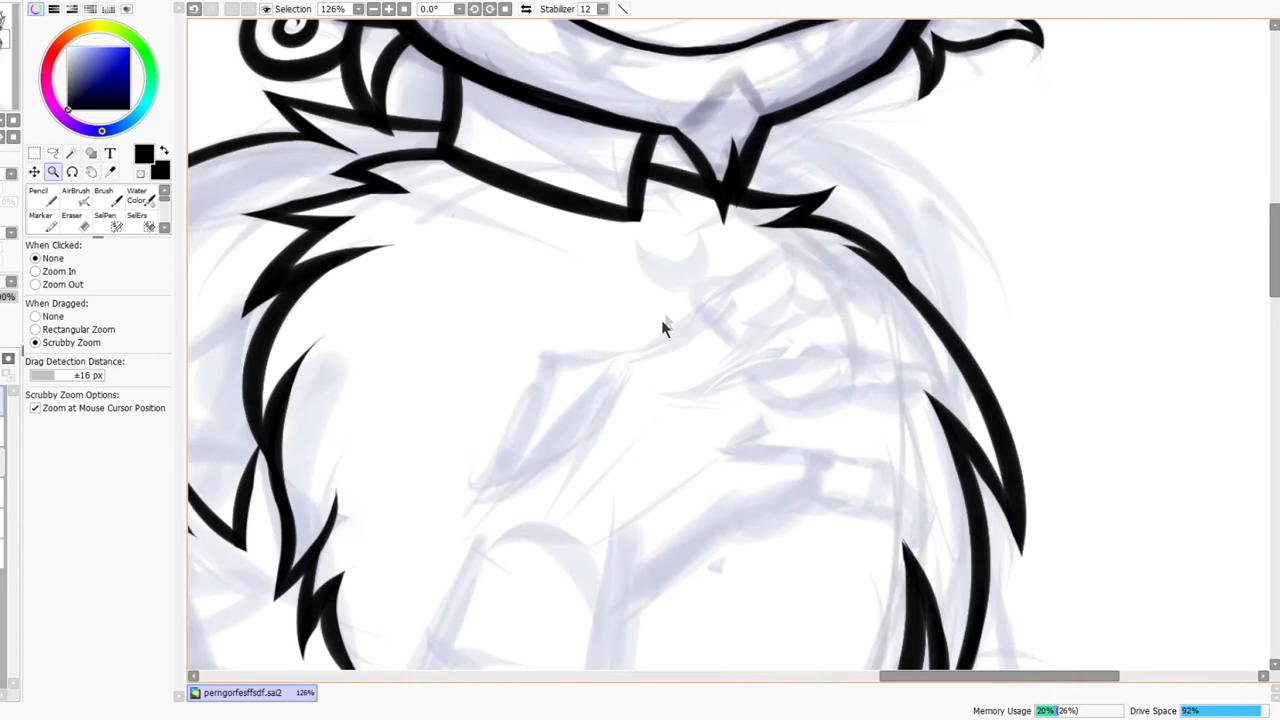 Selection 126% 0.0° Stabilizer 12
T
Pencil AirBrush Brush Water Color
Marker Eraser SelPen SelErs
When Clicked:
None
Zoom In
Zoom Out
When Dragged:
None
Rectangular Zoom
Scrubby Zoom
Drag Detection Distance:
±16 px
Scrubby Zoom Options:
Zoom at Mouse Cursor Position
perngorfesffsdf.sai2 126%
Memory Usage 20% (26%) Drive Space 92%